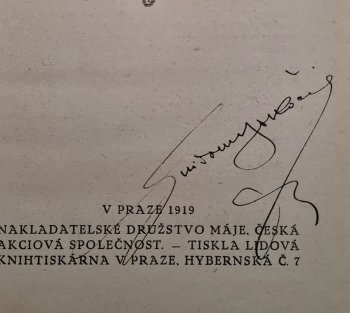 V PRAZE 1919
NAKLADATELSKÉ DRUŽSTVO MÁJE, ČESKÁ
AKCIOVÁ SPOLEČNOST. — TISKLA LIDOVÁ
KNIHTISKÁRNA V PRAZE, HYBERNSKÁ Č. 7